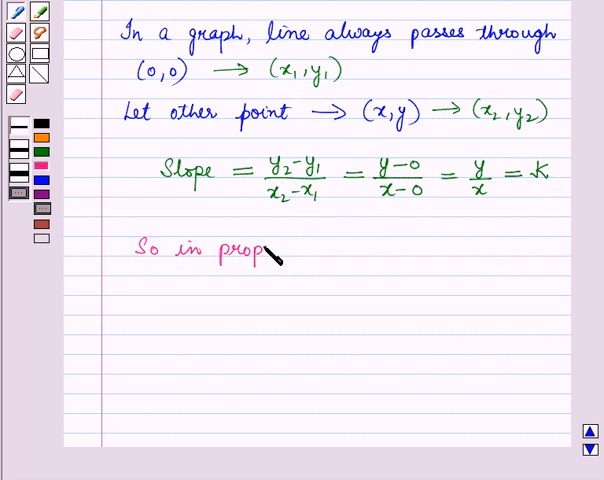 In a graph, line always passes through
(0,0) → (x₁,y₁)
Let other point → (x,y) → (x₂,y₂)
Slope = y₂-y₁/x₂-x₁ = y-0/x-0 = y/x = K
So in prop